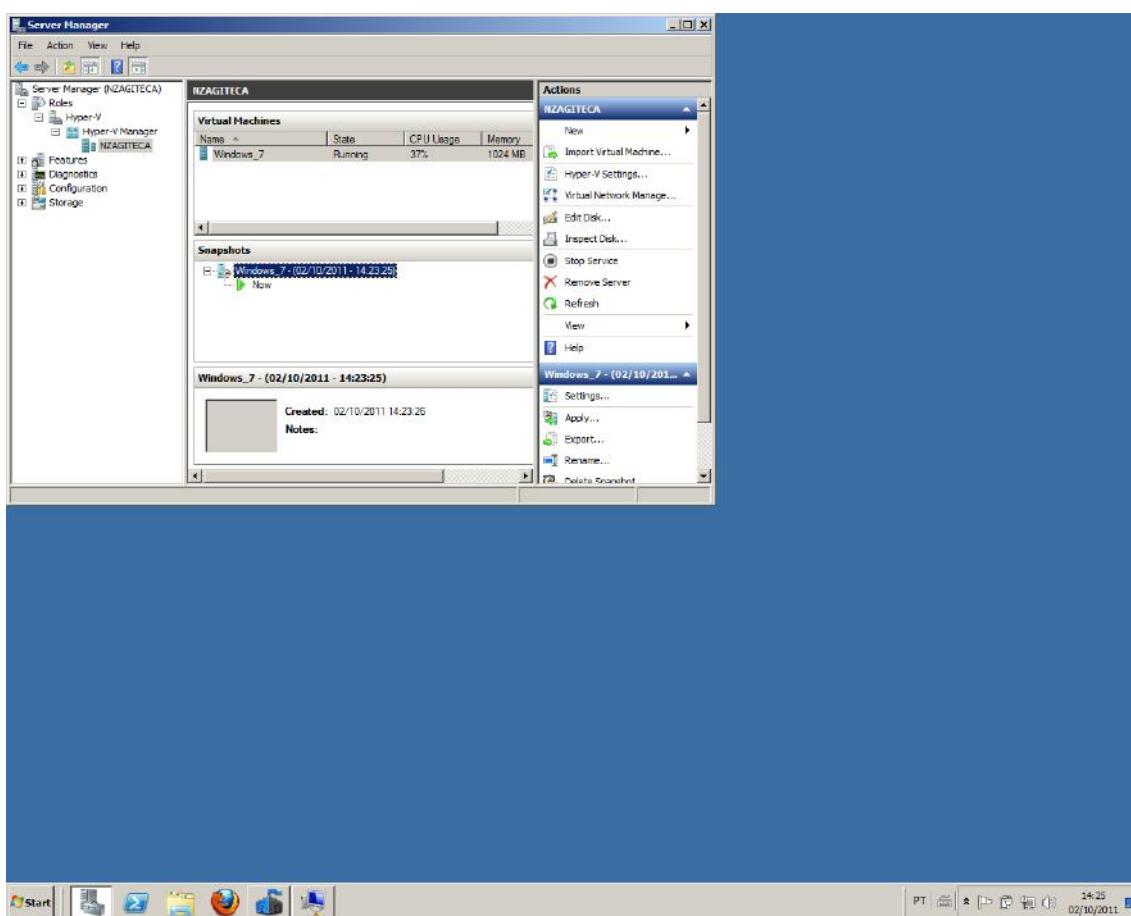 Server Manager
File Action View Help
Server Manager (NZAGITECA)
Roles
Hyper-V
Hyper-V Manager
NZAGITECA
Features
Diagnostics
Configuration
Storage
NZAGITECA
Virtual Machines
Name State CPU Usage Memory
Windows_7 Running 37% 1024 MB
Snapshots
Windows_7 - (02/10/2011 - 14:23:25)
Now
Windows_7 - (02/10/2011 - 14:23:25)
Created: 02/10/2011 14:23:26
Notes:
Actions
NZAGITECA
New
Import Virtual Machine...
Hyper-V Settings...
Virtual Network Manage...
Edit Disk...
Inspect Disk...
Stop Service
Remove Server
Refresh
View
Help
Windows_7 - (02/10/201...
Settings...
Apply...
Export...
Rename...
Delete Snapshot
Start
PT
14:25
02/10/2011